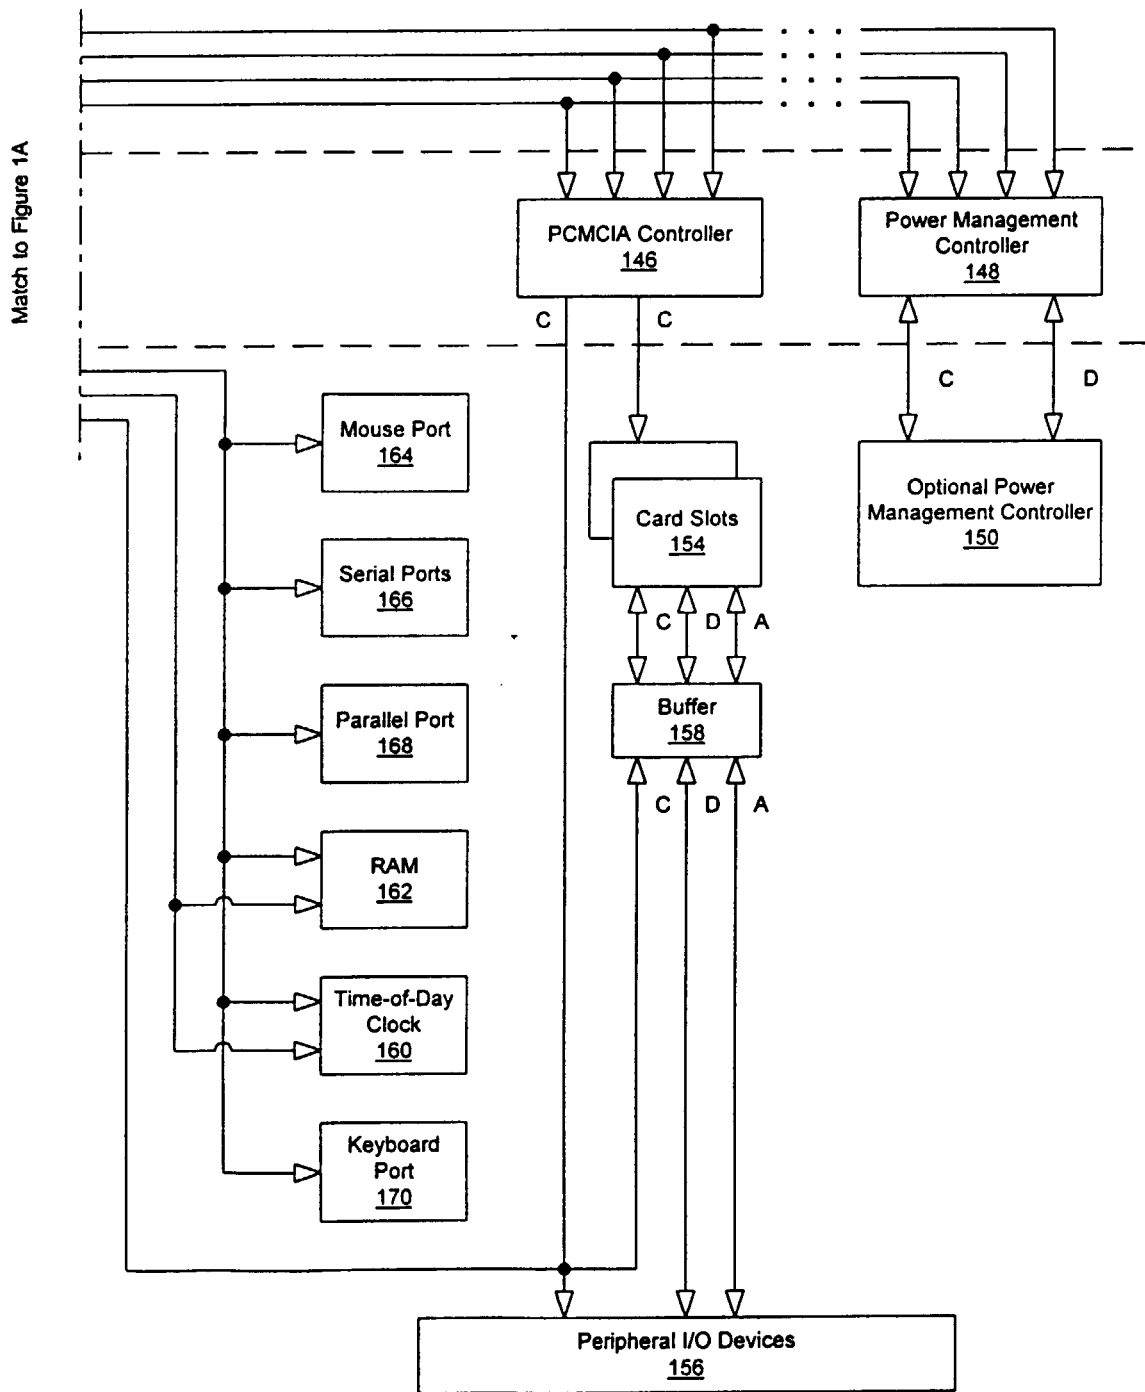 Match to Figure 1A
PCMCIA Controller
146
Power Management
Controller
148
C
C
C
D
Mouse Port
164
Card Slots
154
Optional Power
Management Controller
150
Serial Ports
166
C
D
A
Parallel Port
168
Buffer
158
C
D
A
RAM
162
Time-of-Day
Clock
160
Keyboard
Port
170
Peripheral I/O Devices
156